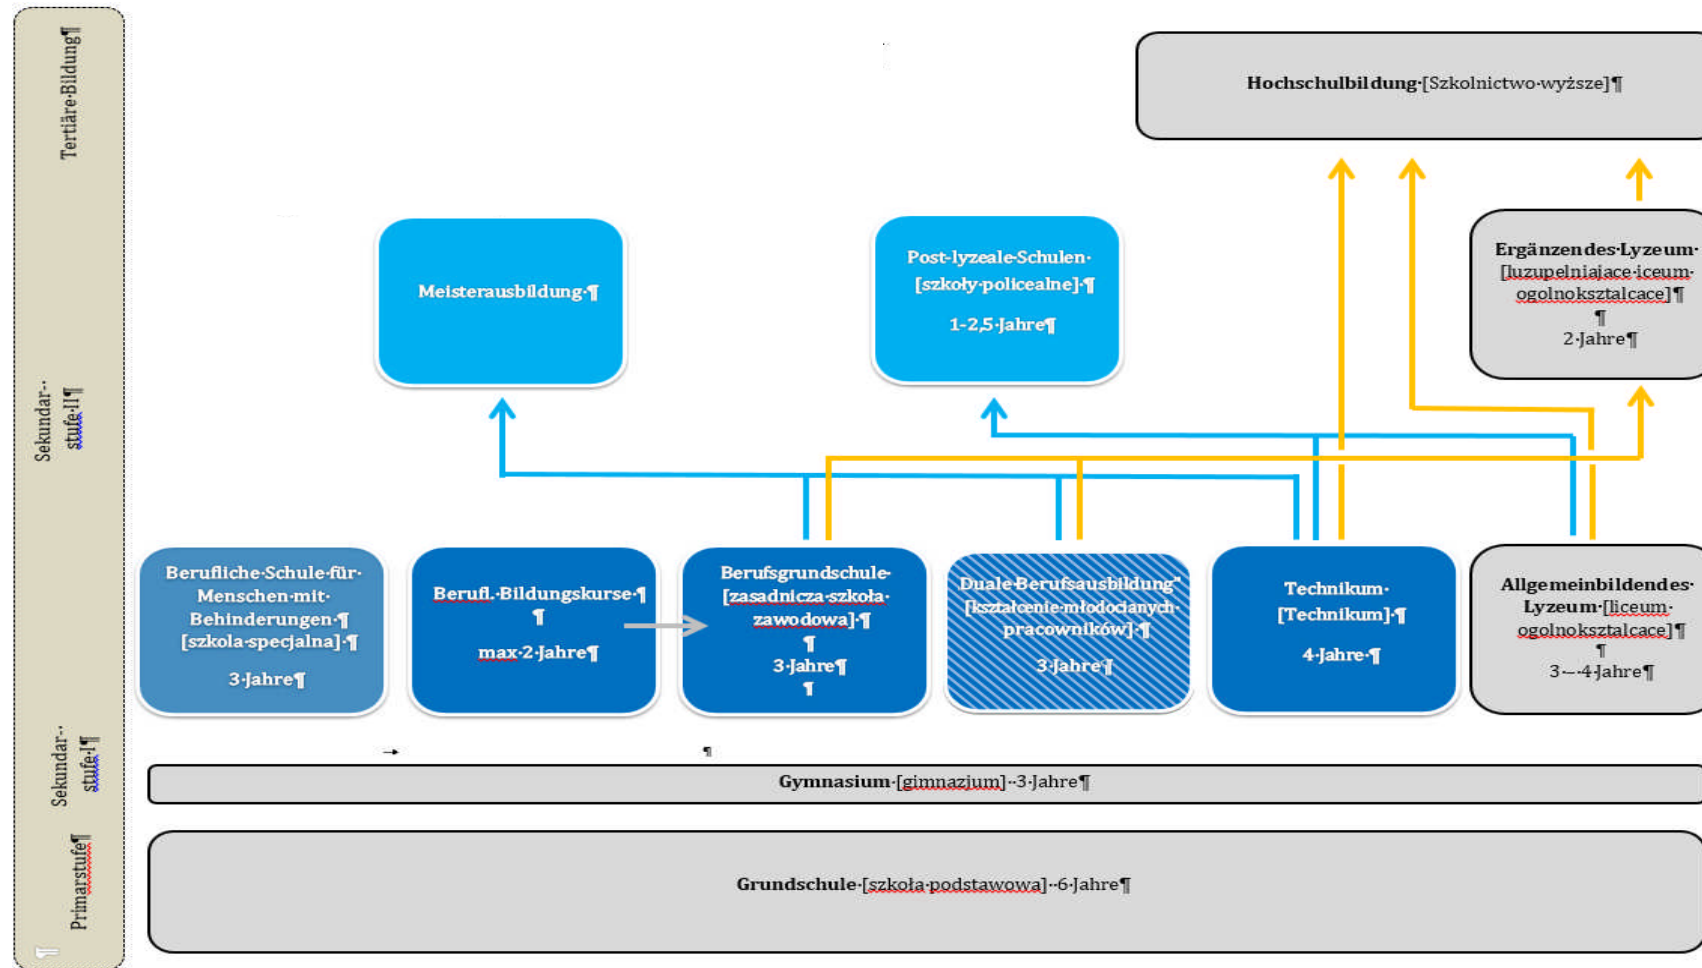 Tertiäre·Bildung¶
Hochschulbildung·[Szkolnictwo·wyższe]¶
Meisterausbildung·¶
Post-lyzeale·Schulen·
[szkoły·policealne]·¶
1-2,5·Jahre¶
Ergänzendes·Lyzeum·
[luzupelniajace·iceum·
ogolnoksztalcace]¶
¶
2·Jahre¶
Sekundar-·
stufe·II¶
Berufliche·Schule·für·
Menschen·mit·
Behinderungen·¶
[szkola·specjalna]·¶
3·Jahre¶
Berufl.·Bildungskurse·¶
¶
max·2·Jahre¶
Berufsgrundschule·
[zasadnicza·szkoła·
zawodowa]·¶
¶
3·Jahre¶
¶
Duale·Berufsausbildung"
[kształcenie·młodocianych·
pracowników]·¶
3·Jahre¶
Technikum·
[Technikum]·¶
4·Jahre·¶
Allgemeinbildendes·
Lyzeum·[liceum·
ogolnoksztalcace]¶
¶
3·–·4·Jahre¶
Sekundar-·
stufe·I¶
→ ¶
Gymnasium·[gimnazjum]··3·Jahre¶
Primarstufe¶
Grundschule·[szkoła·podstawowa]··6·Jahre¶
¶